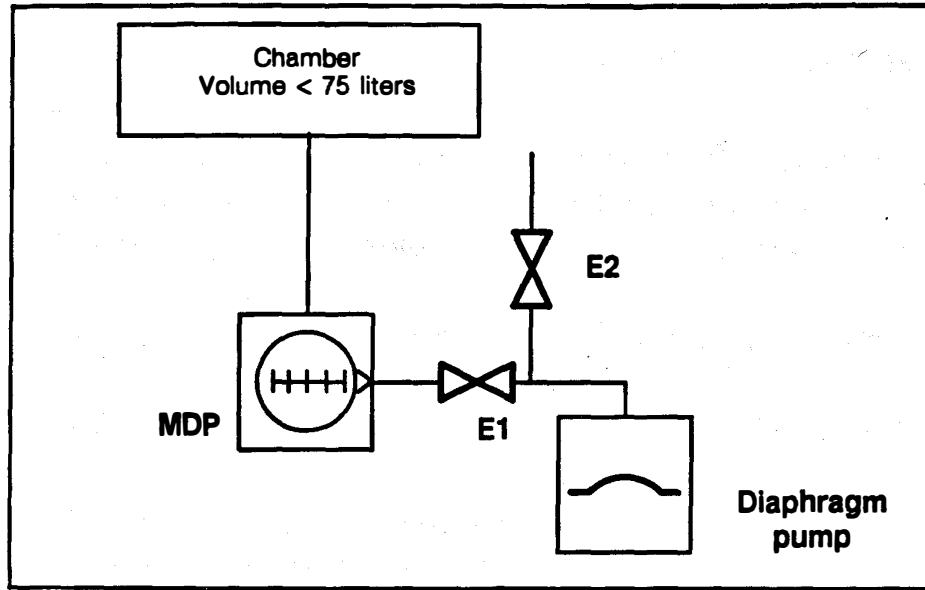 Chamber
Volume < 75 liters
E2
MDP
E1
Diaphragm
pump